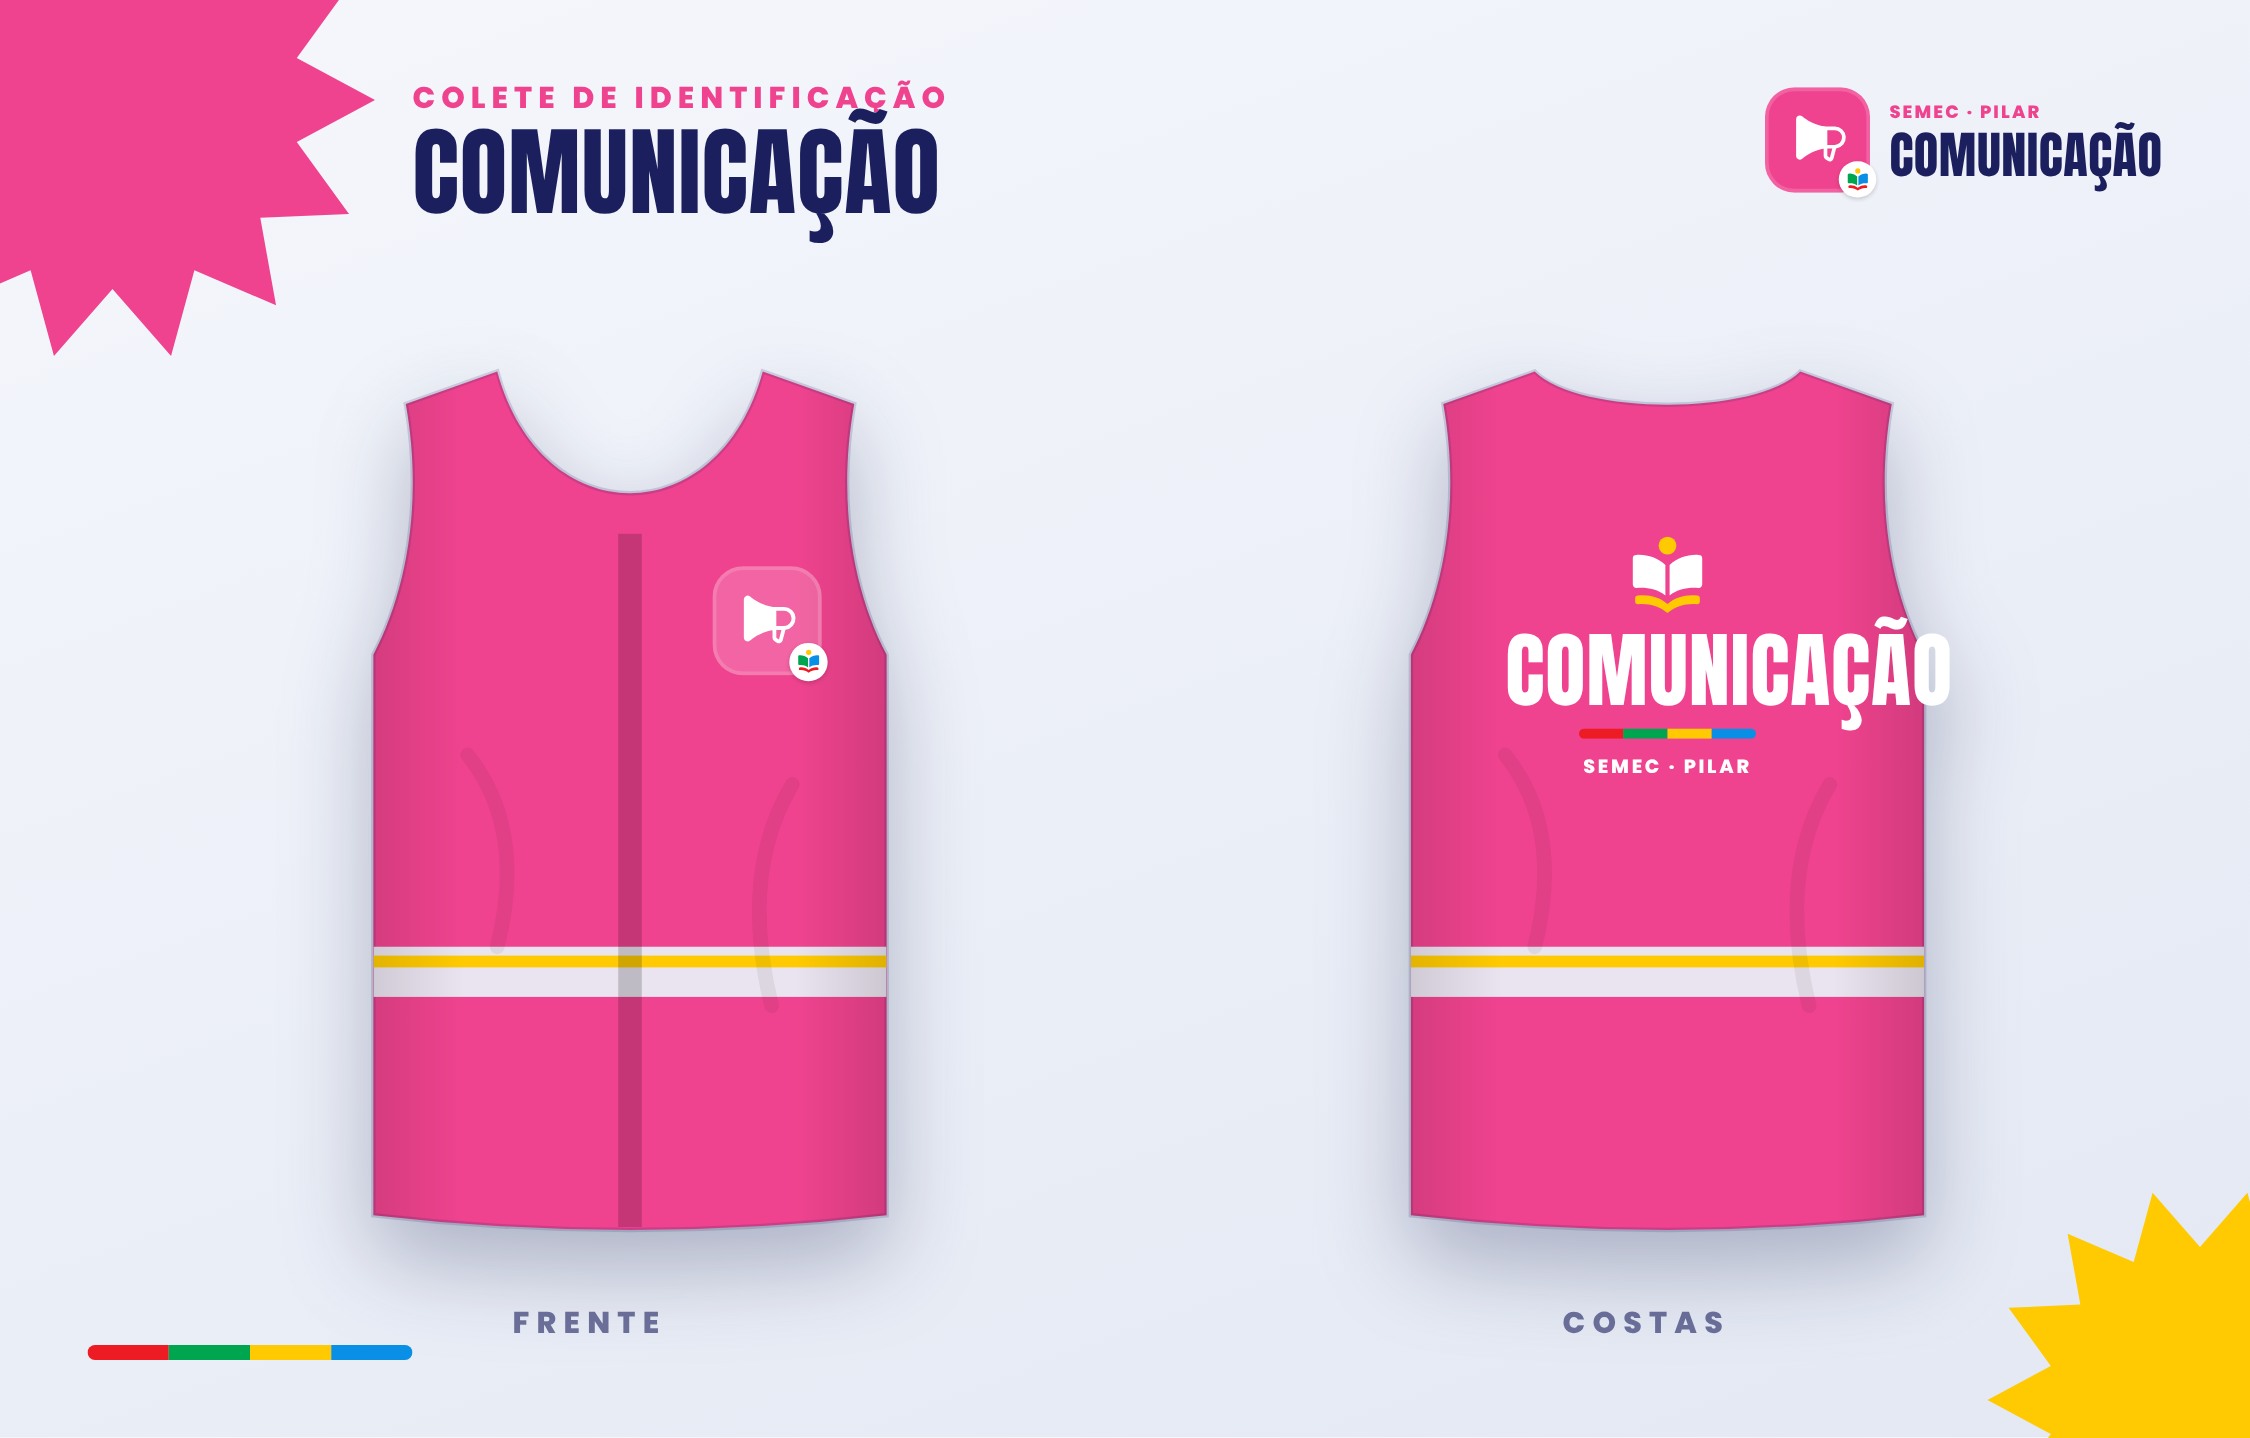 COLETE DE IDENTIFICAÇÃO
COMUNICAÇÃO
SEMEC · PILAR
COMUNICAÇÃO
COMUNICAÇÃO
SEMEC · PILAR
FRENTE
COSTAS